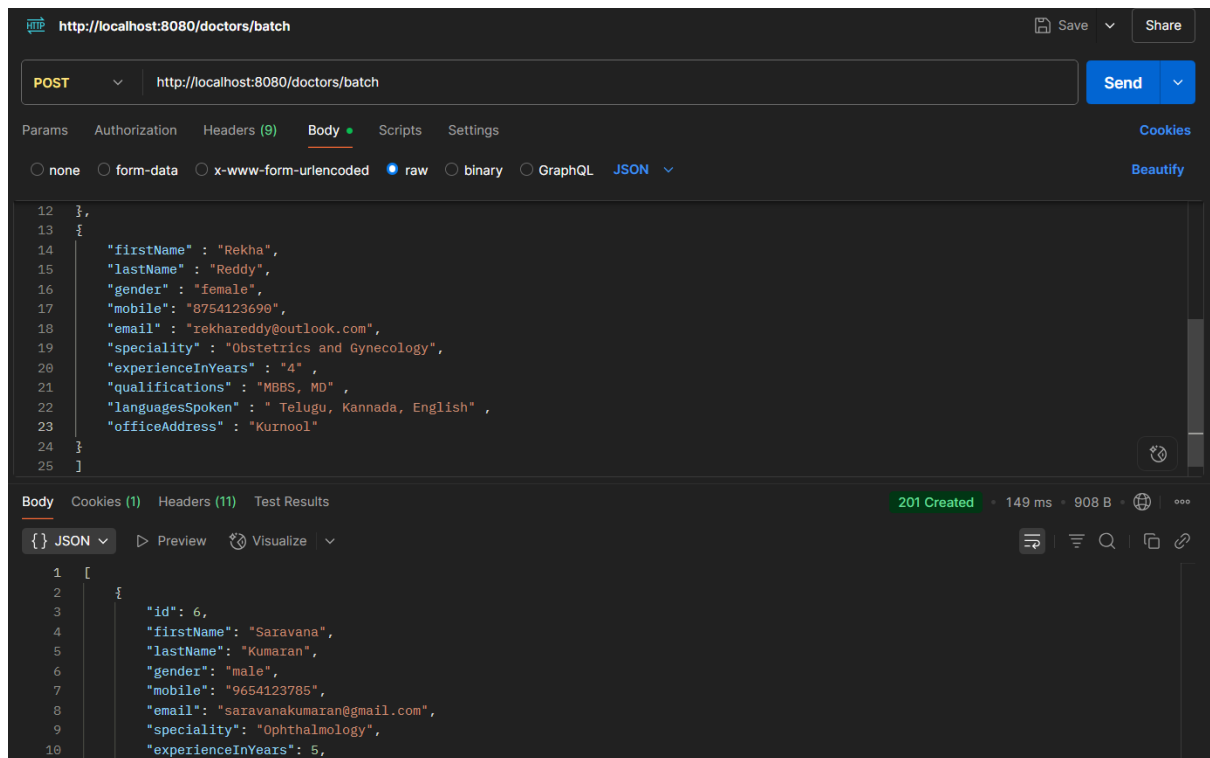 HTTP http://localhost:8080/doctors/batch Save Share
POST http://localhost:8080/doctors/batch Send
Params Authorization Headers (9) Body Scripts Settings Cookies
none form-data x-www-form-urlencoded raw binary GraphQL JSON Beautify
12 },
13 {
14 "firstName" : "Rekha",
15 "lastName" : "Reddy",
16 "gender" : "female",
17 "mobile": "8754123690",
18 "email" : "rekhareddy@outlook.com",
19 "speciality" : "Obstetrics and Gynecology",
20 "experienceInYears" : "4" ,
21 "qualifications" : "MBBS, MD" ,
22 "languagesSpoken" : " Telugu, Kannada, English" ,
23 "officeAddress" : "Kurnool"
24 }
25 ]
Body Cookies (1) Headers (11) Test Results 201 Created 149 ms 908 B
{} JSON Preview Visualize
1 [
2 {
3 "id": 6,
4 "firstName": "Saravana",
5 "lastName": "Kumaran",
6 "gender": "male",
7 "mobile": "9654123785",
8 "email": "saravanakumaran@gmail.com",
9 "speciality": "Ophthalmology",
10 "experienceInYears": 5,